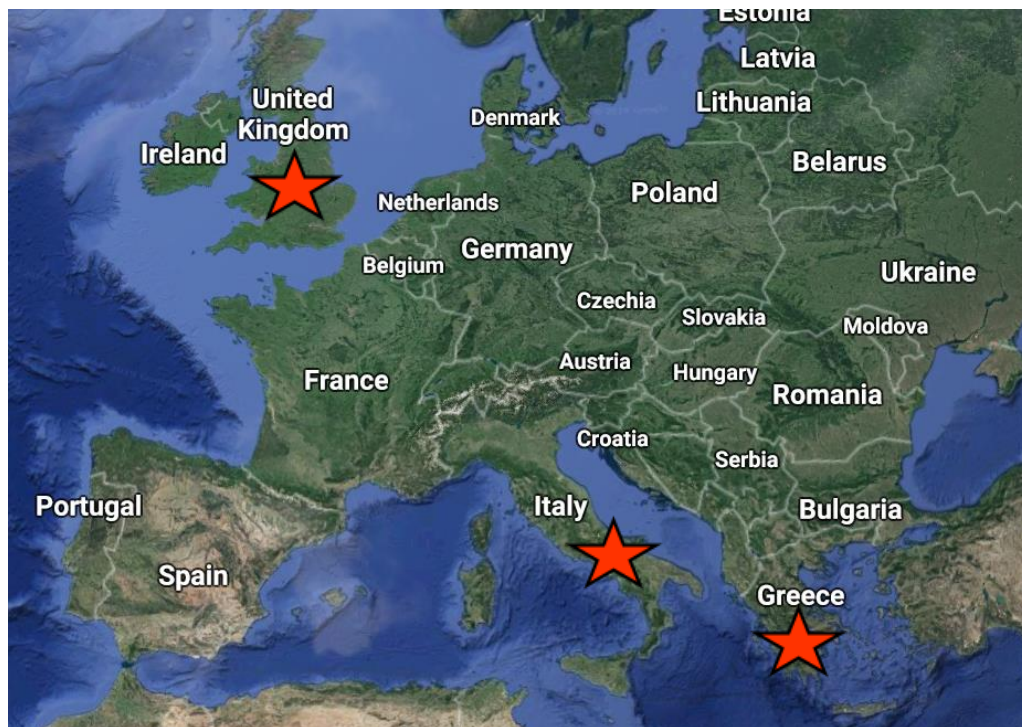 Estonia
Latvia
Lithuania
United
Kingdom
Denmark
Ireland
Belarus
Poland
Netherlands
Germany
Belgium
Ukraine
Czechia
Slovakia
Moldova
Austria
France
Hungary
Romania
Croatia
Serbia
Portugal
Italy
Bulgaria
Spain
Greece